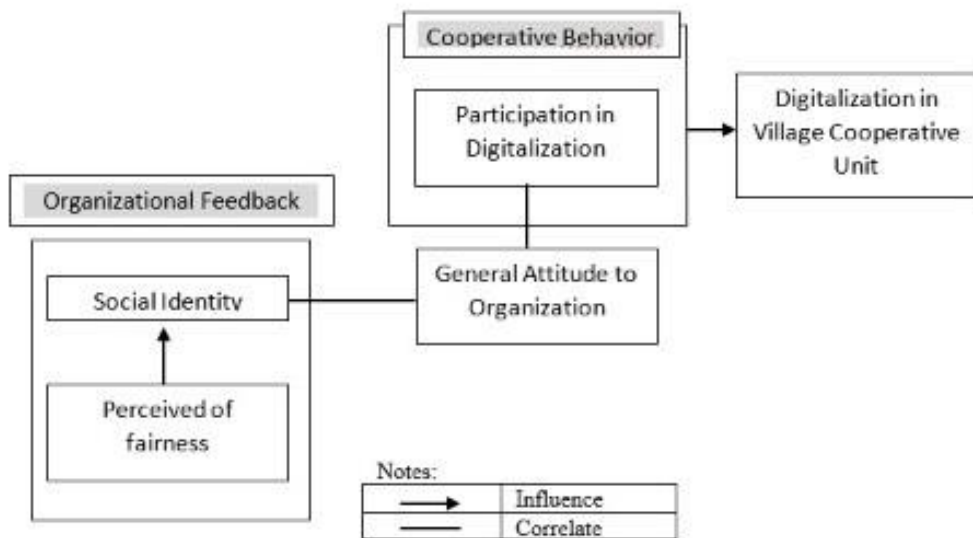 Cooperative Behavior
Participation in
Digitalization
Digitalization in
Village Cooperative
Unit
Organizational Feedback
Social Identity
General Attitude to
Organization
Perceived of
fairness
Notes:
Influence
Correlate